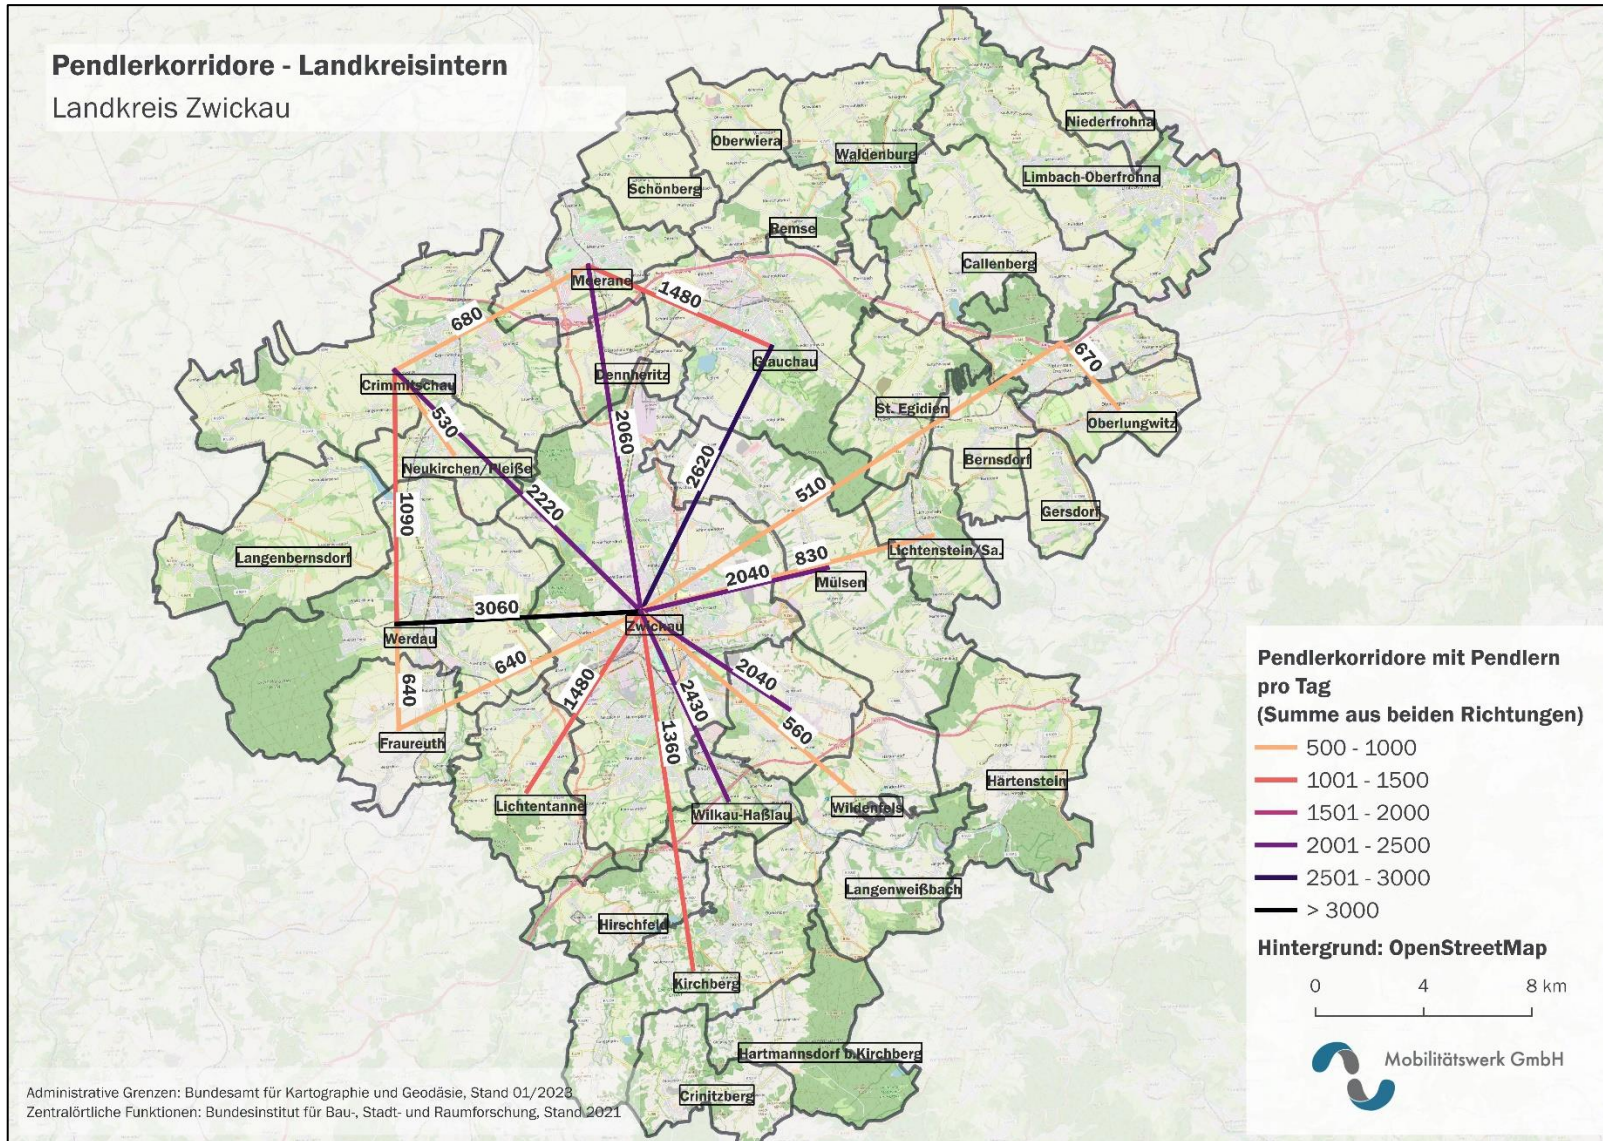 Pendlerkorridore - Landkreisintern
Landkreis Zwickau
Niederfrohna
Oberwiera
Waldenburg
Limbach-Oberfrohna
Schönberg
Remse
Callenberg
Meerane
1480
680
Glauchau
670
Dennheritz
Crimmitschau
530
2060
St. Egidien
Oberlungwitz
Neukirchen/Pleiße
2620
Bernsdorf
510
2220
1090
Gersdorf
Langenbernsdorf
830
Lichtenstein/Sa.
2040
Mülsen
3060
Zwickau
Werdau
640
640
1480
2040
2430
560
1360
Fraureuth
Hartenstein
Lichtentanne
Wilkau-Haßlau
Wildenfels
Langenweißbach
Hirschfeld
Kirchberg
Hartmannsdorf b.Kirchberg
Crinitzberg
Pendlerkorridore mit Pendlern
pro Tag
(Summe aus beiden Richtungen)
500 - 1000
1001 - 1500
1501 - 2000
2001 - 2500
2501 - 3000
> 3000
Hintergrund: OpenStreetMap
0 4 8 km
Mobilitätswerk GmbH
Administrative Grenzen: Bundesamt für Kartographie und Geodäsie, Stand 01/2023
Zentralörtliche Funktionen: Bundesinstitut für Bau-, Stadt- und Raumforschung, Stand 2021